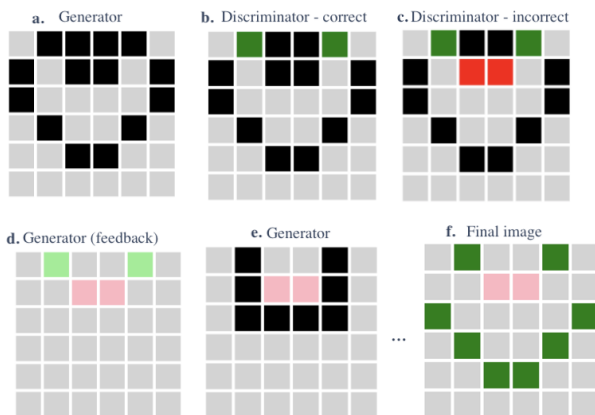 a. Generator
b. Discriminator - correct
c. Discriminator - incorrect
d. Generator (feedback)
e. Generator
f. Final image
...